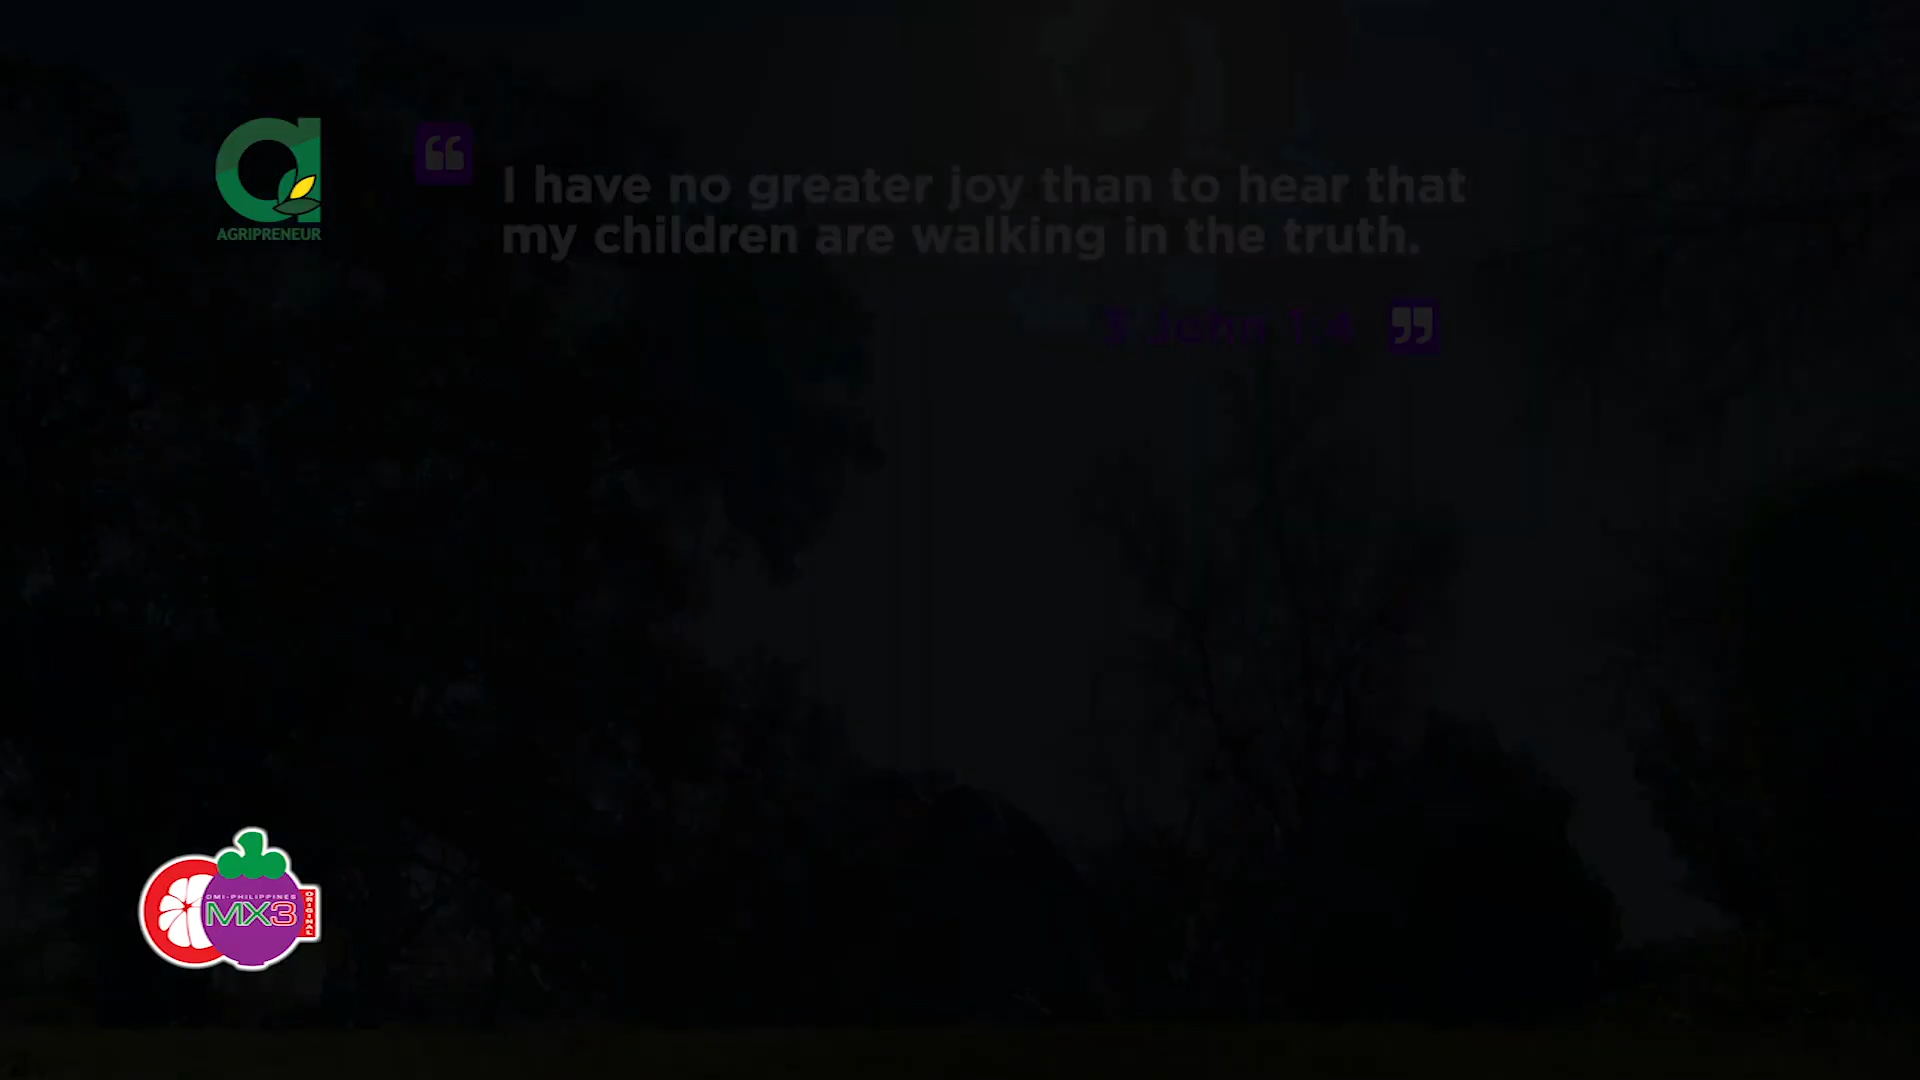 AGRIPRENEUR
I have no greater joy than to hear that
my children are walking in the truth.
3 John 1:4
DMI-PHILIPPINES
MX3
ORIGINAL